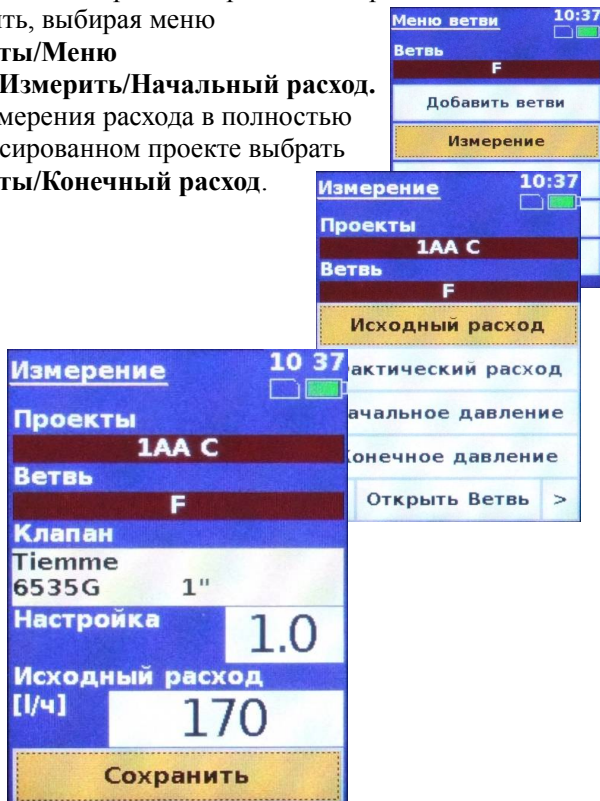 ить, выбирая меню
ты/Меню
Измерить/Начальный расход.
мерения расхода в полностью
сированном проекте выбрать
ты/Конечный расход.
Меню ветви 10:37
Ветвь
F
Добавить ветви
Измерение
Измерение 10:37
Проекты
1AA C
Ветвь
F
Исходный расход
актический расход
ачальное давление
онечное давление
Открыть Ветвь >
Измерение 10 37
Проекты
1AA C
Ветвь
F
Клапан
Tiemme
6535G 1"
Настройка 1.0
Исходный расход
[l/ч] 170
Сохранить